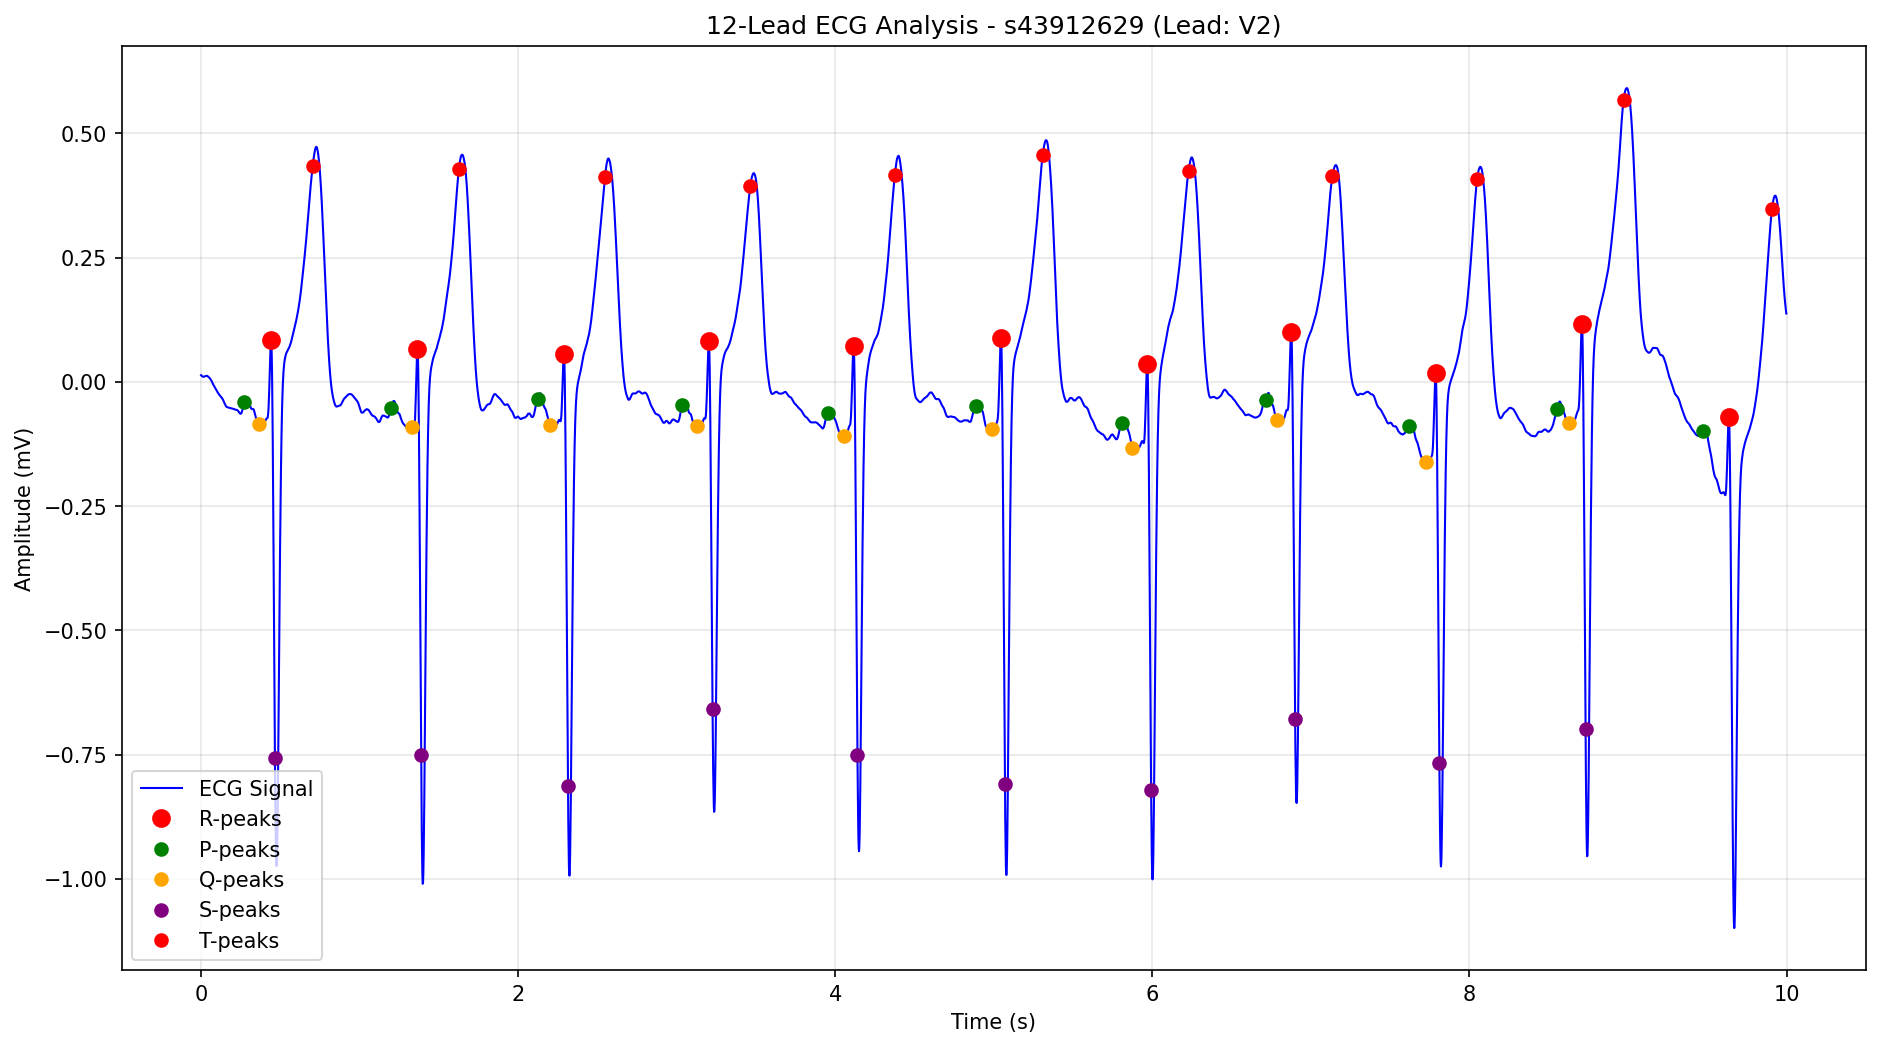 12-Lead ECG Analysis - s43912629 (Lead: V2)
Amplitude (mV)
0.50
0.25
0.00
−0.25
−0.50
−0.75
−1.00
ECG Signal
R-peaks
P-peaks
Q-peaks
S-peaks
T-peaks
0 2 4 6 8 10
Time (s)